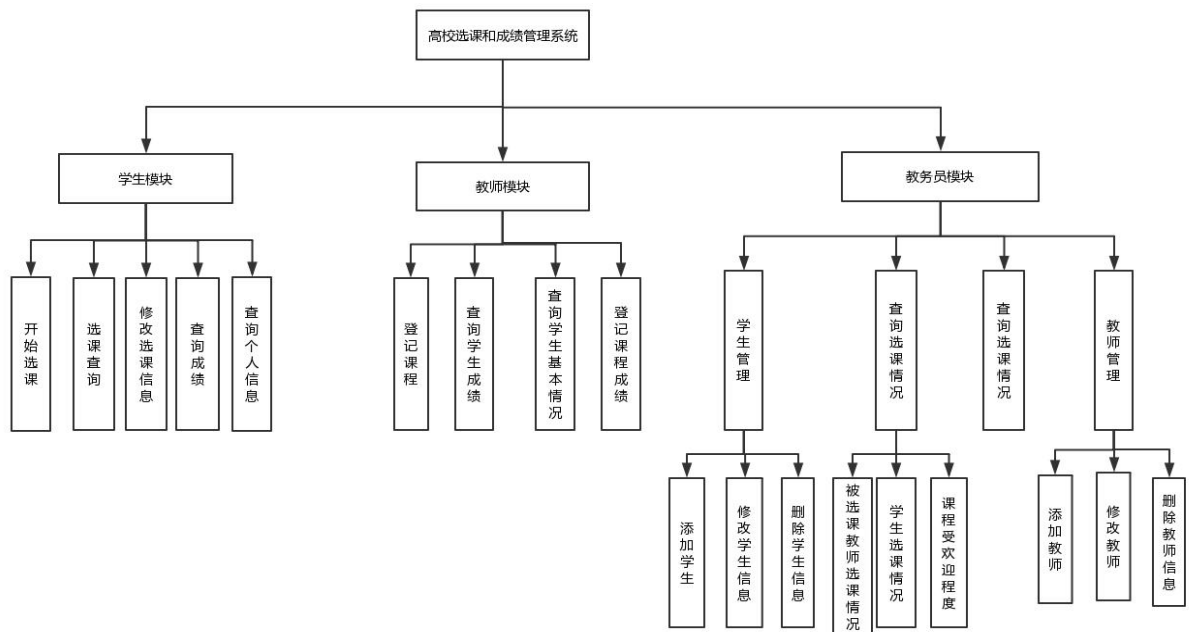 高校选课和成绩管理系统
学生模块
教师模块
教务员模块
开始选课
选课查询
修改选课信息
查询成绩
查询个人信息
登记课程
查询学生成绩
查询学生基本情况
登记课程成绩
学生管理
查询选课情况
查询选课情况
教师管理
添加学生
修改学生信息
删除学生信息
被选课教师选课情况
学生选课情况
课程受欢迎程度
添加教师
修改教师
删除教师信息